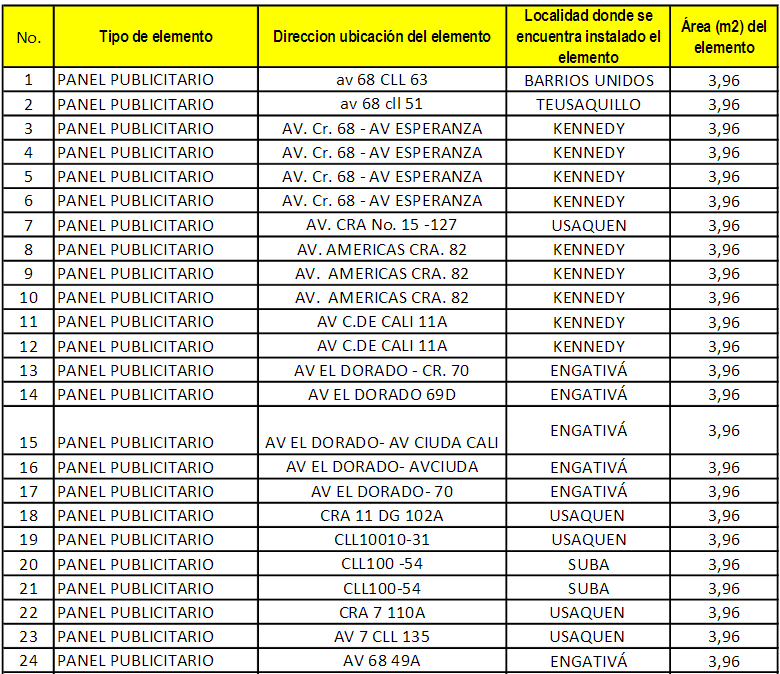 No. Tipo de elemento Direccion ubicación del elemento Localidad donde se encuentra instalado el elemento Área (m2) del elemento
1 PANEL PUBLICITARIO av 68 CLL 63 BARRIOS UNIDOS 3,96
2 PANEL PUBLICITARIO av 68 cll 51 TEUSAQUILLO 3,96
3 PANEL PUBLICITARIO AV. Cr. 68 - AV ESPERANZA KENNEDY 3,96
4 PANEL PUBLICITARIO AV. Cr. 68 - AV ESPERANZA KENNEDY 3,96
5 PANEL PUBLICITARIO AV. Cr. 68 - AV ESPERANZA KENNEDY 3,96
6 PANEL PUBLICITARIO AV. Cr. 68 - AV ESPERANZA KENNEDY 3,96
7 PANEL PUBLICITARIO AV. CRA No. 15 -127 USAQUEN 3,96
8 PANEL PUBLICITARIO AV. AMERICAS CRA. 82 KENNEDY 3,96
9 PANEL PUBLICITARIO AV. AMERICAS CRA. 82 KENNEDY 3,96
10 PANEL PUBLICITARIO AV. AMERICAS CRA. 82 KENNEDY 3,96
11 PANEL PUBLICITARIO AV C.DE CALI 11A KENNEDY 3,96
12 PANEL PUBLICITARIO AV C.DE CALI 11A KENNEDY 3,96
13 PANEL PUBLICITARIO AV EL DORADO - CR. 70 ENGATIVÁ 3,96
14 PANEL PUBLICITARIO AV EL DORADO 69D ENGATIVÁ 3,96
15 PANEL PUBLICITARIO AV EL DORADO- AV CIUDA CALI ENGATIVÁ 3,96
16 PANEL PUBLICITARIO AV EL DORADO- AVCIUDA ENGATIVÁ 3,96
17 PANEL PUBLICITARIO AV EL DORADO- 70 ENGATIVÁ 3,96
18 PANEL PUBLICITARIO CRA 11 DG 102A USAQUEN 3,96
19 PANEL PUBLICITARIO CLL10010-31 USAQUEN 3,96
20 PANEL PUBLICITARIO CLL100 -54 SUBA 3,96
21 PANEL PUBLICITARIO CLL100-54 SUBA 3,96
22 PANEL PUBLICITARIO CRA 7 110A USAQUEN 3,96
23 PANEL PUBLICITARIO AV 7 CLL 135 USAQUEN 3,96
24 PANEL PUBLICITARIO AV 68 49A ENGATIVÁ 3,96